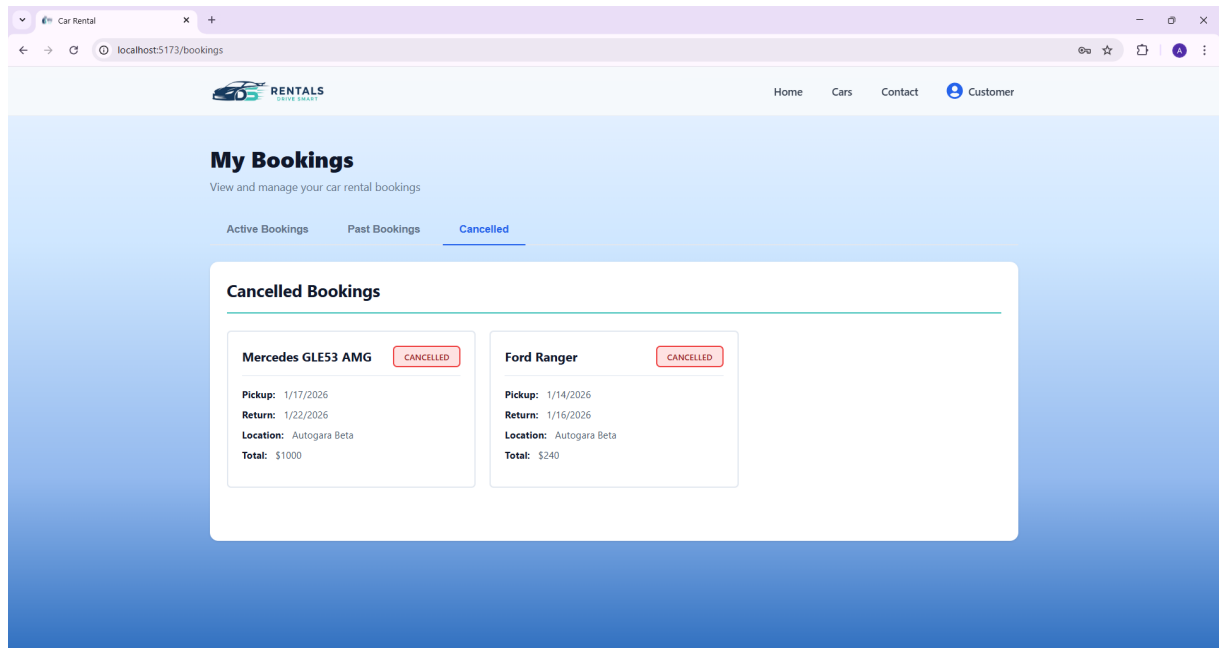 Car Rental
localhost:5173/bookings
A
RENTALS
DRIVE SMART
Home Cars Contact Customer
My Bookings
View and manage your car rental bookings
Active Bookings Past Bookings Cancelled
Cancelled Bookings
Mercedes GLE53 AMG CANCELLED
Pickup: 1/17/2026
Return: 1/22/2026
Location: Autogara Beta
Total: $1000
Ford Ranger CANCELLED
Pickup: 1/14/2026
Return: 1/16/2026
Location: Autogara Beta
Total: $240